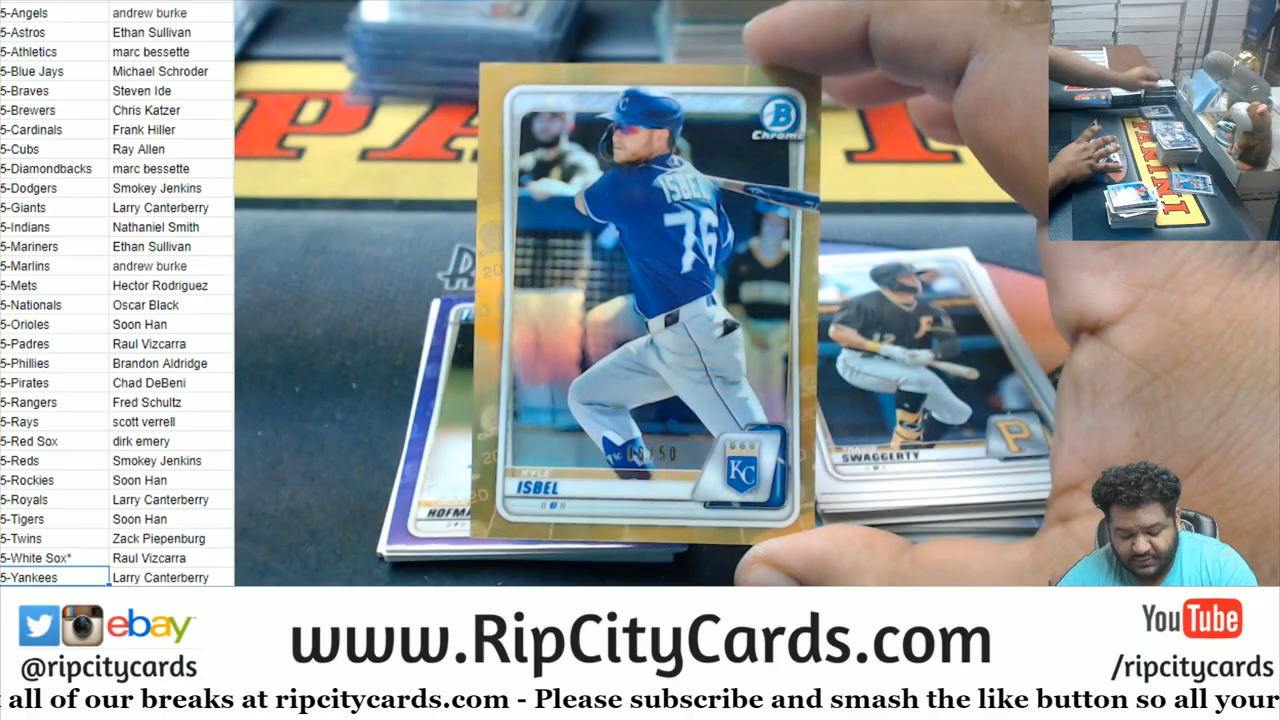 5-Angels andrew burke
5-Astros Ethan Sullivan
5-Athletics marc bessette
5-Blue Jays Michael Schroder
5-Braves Steven Ide
5-Brewers Chris Katzer
5-Cardinals Frank Hiller
5-Cubs Ray Allen
5-Diamondbacks marc bessette
5-Dodgers Smokey Jenkins
5-Giants Larry Canterberry
5-Indians Nathaniel Smith
5-Mariners Ethan Sullivan
5-Marlins andrew burke
5-Mets Hector Rodriguez
5-Nationals Oscar Black
5-Orioles Soon Han
5-Padres Raul Vizcarra
5-Phillies Brandon Aldridge
5-Pirates Chad DeBeni
5-Rangers Fred Schultz
5-Rays scott verrell
5-Red Sox dirk emery
5-Reds Smokey Jenkins
5-Rockies Soon Han
5-Royals Larry Canterberry
5-Tigers Soon Han
5-Twins Zack Piepenburg
5-White Sox* Raul Vizcarra
5-Yankees Larry Canterberry
PANINI
B
Chrome
ISBEL
76
KC
KYLE
ISBEL
HOFMA
12
P
SWAGGERTY
PANINI
ebay
@ripcitycards
www.RipCityCards.com
YouTube
/ripcitycards
all of our breaks at ripcitycards.com - Please subscribe and smash the like button so all your